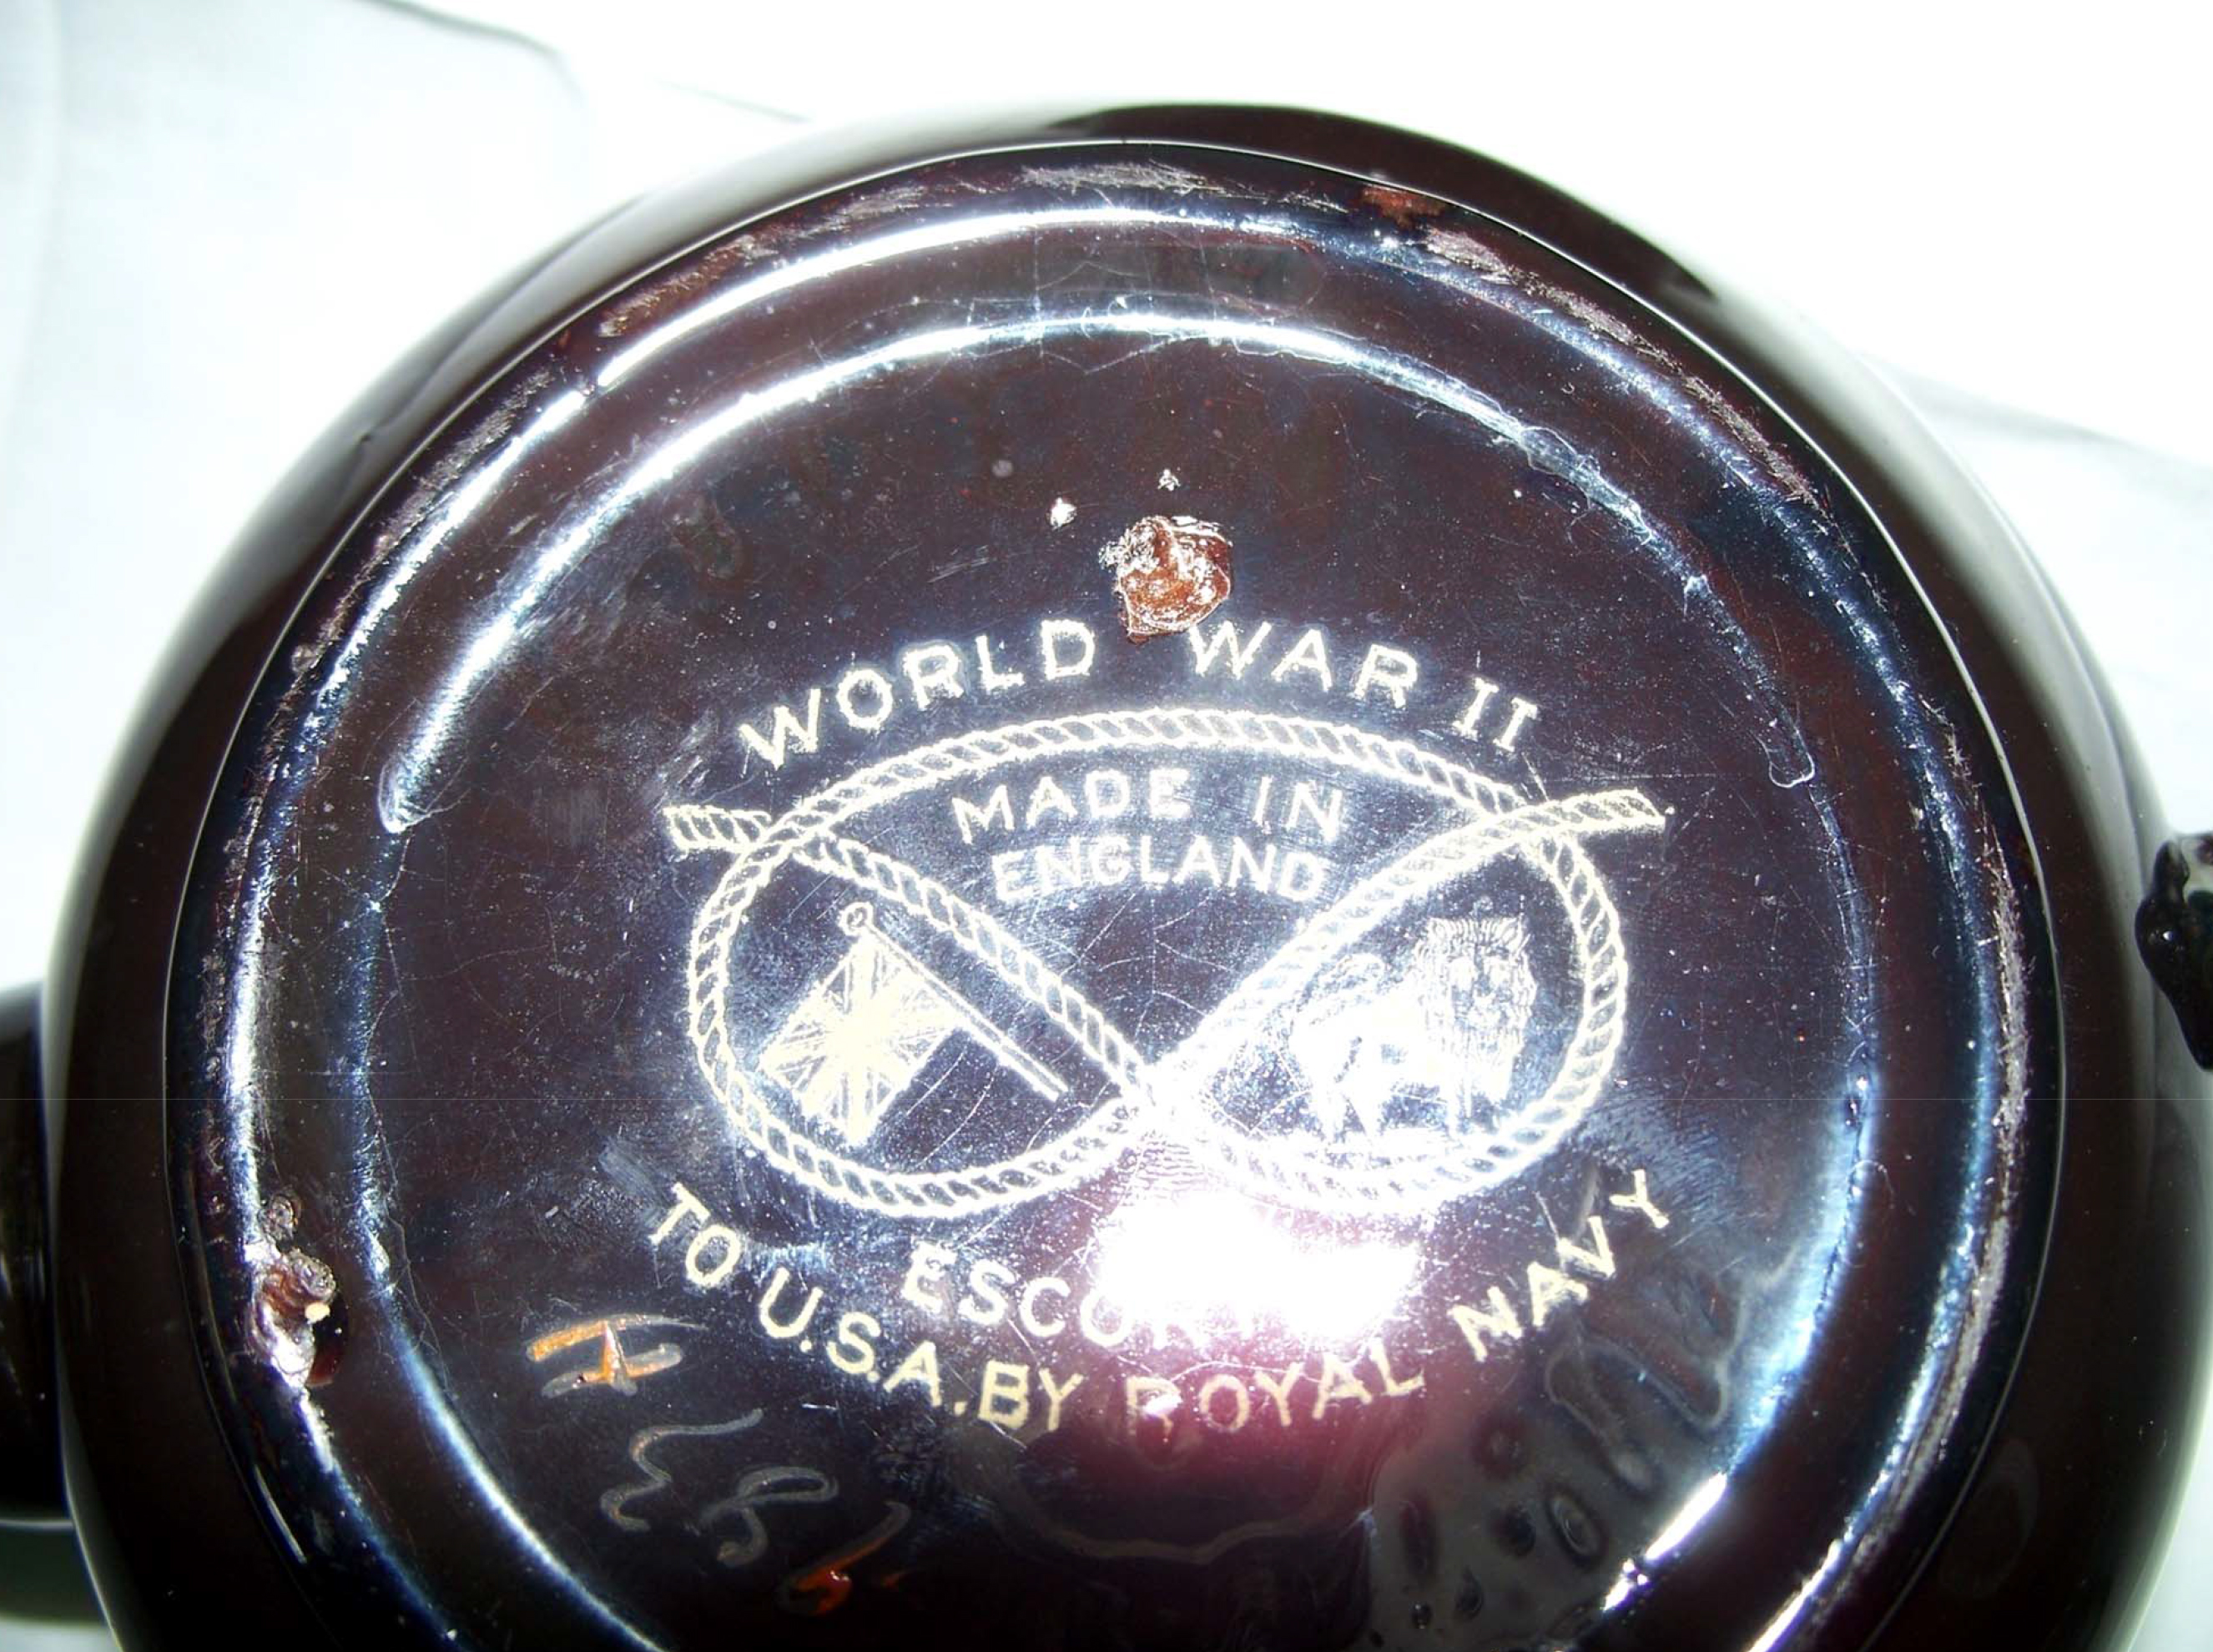 WORLD WAR II
MADE IN
ENGLAND
TO U.S.A. BY ROYAL NAVY